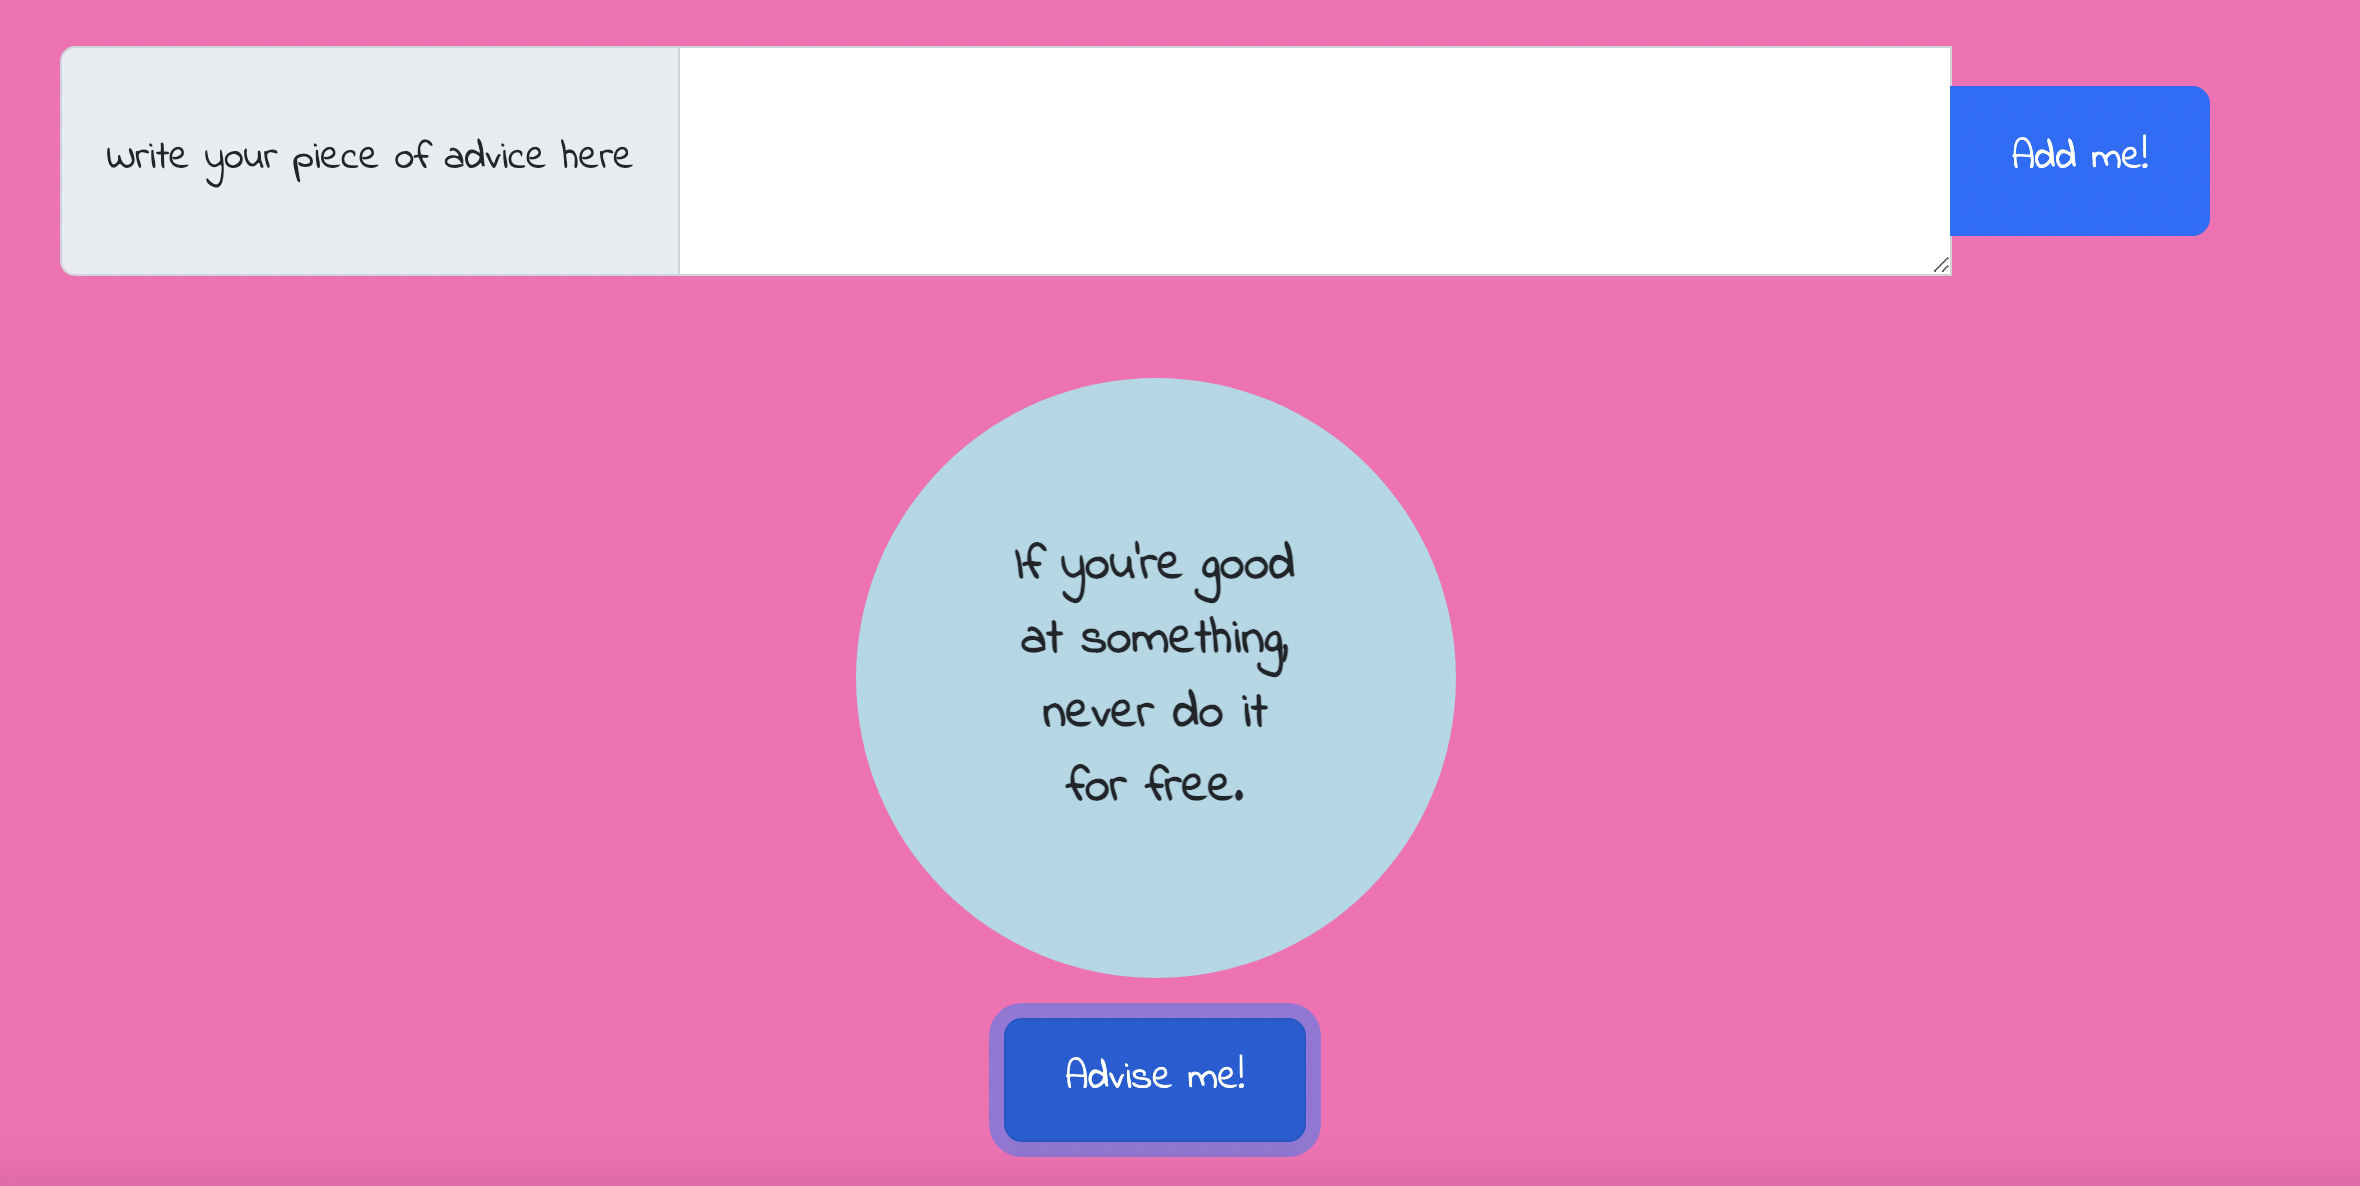 write your piece of advice here
Add me!
If you're good
at something,
never do it
for free.
Advise me!